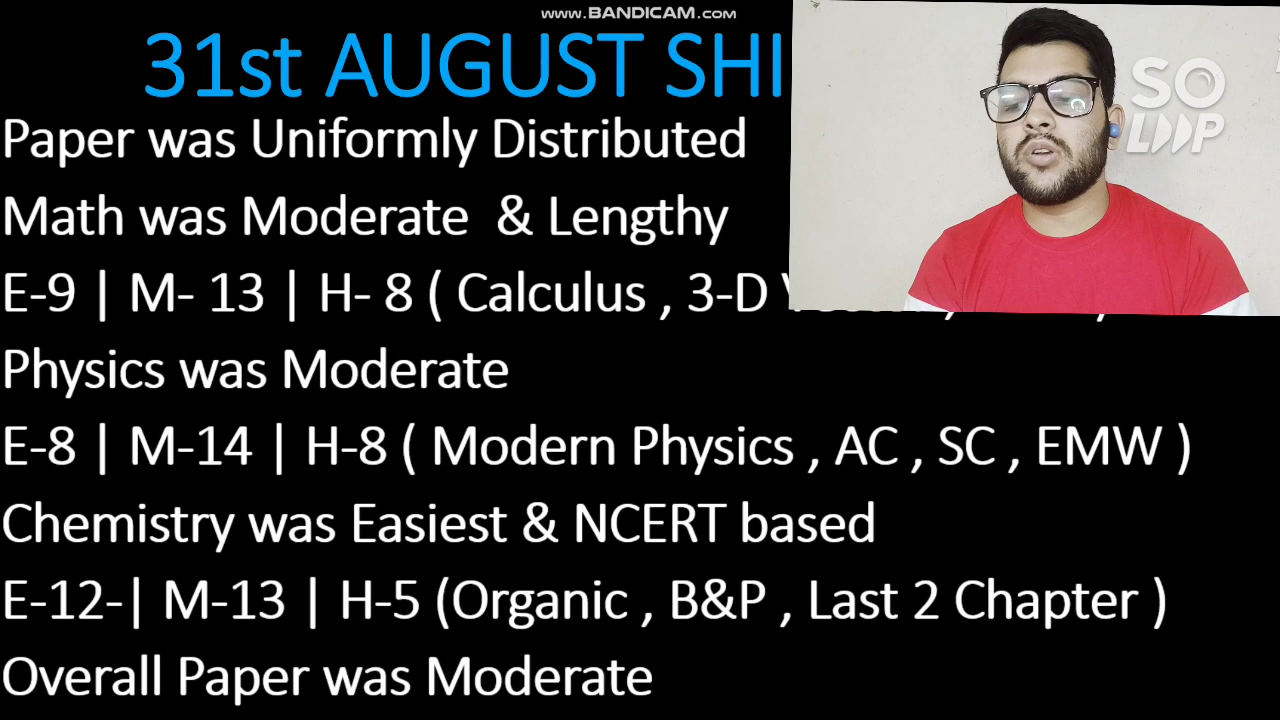 www.BANDICAM.com
31st AUGUST SHI
SO
LOOP
Paper was Uniformly Distributed
Math was Moderate & Lengthy
E-9 | M- 13 | H- 8 ( Calculus , 3-D
Physics was Moderate
E-8 | M-14 | H-8 ( Modern Physics , AC , SC , EMW )
Chemistry was Easiest & NCERT based
E-12-| M-13 | H-5 (Organic , B&P , Last 2 Chapter )
Overall Paper was Moderate